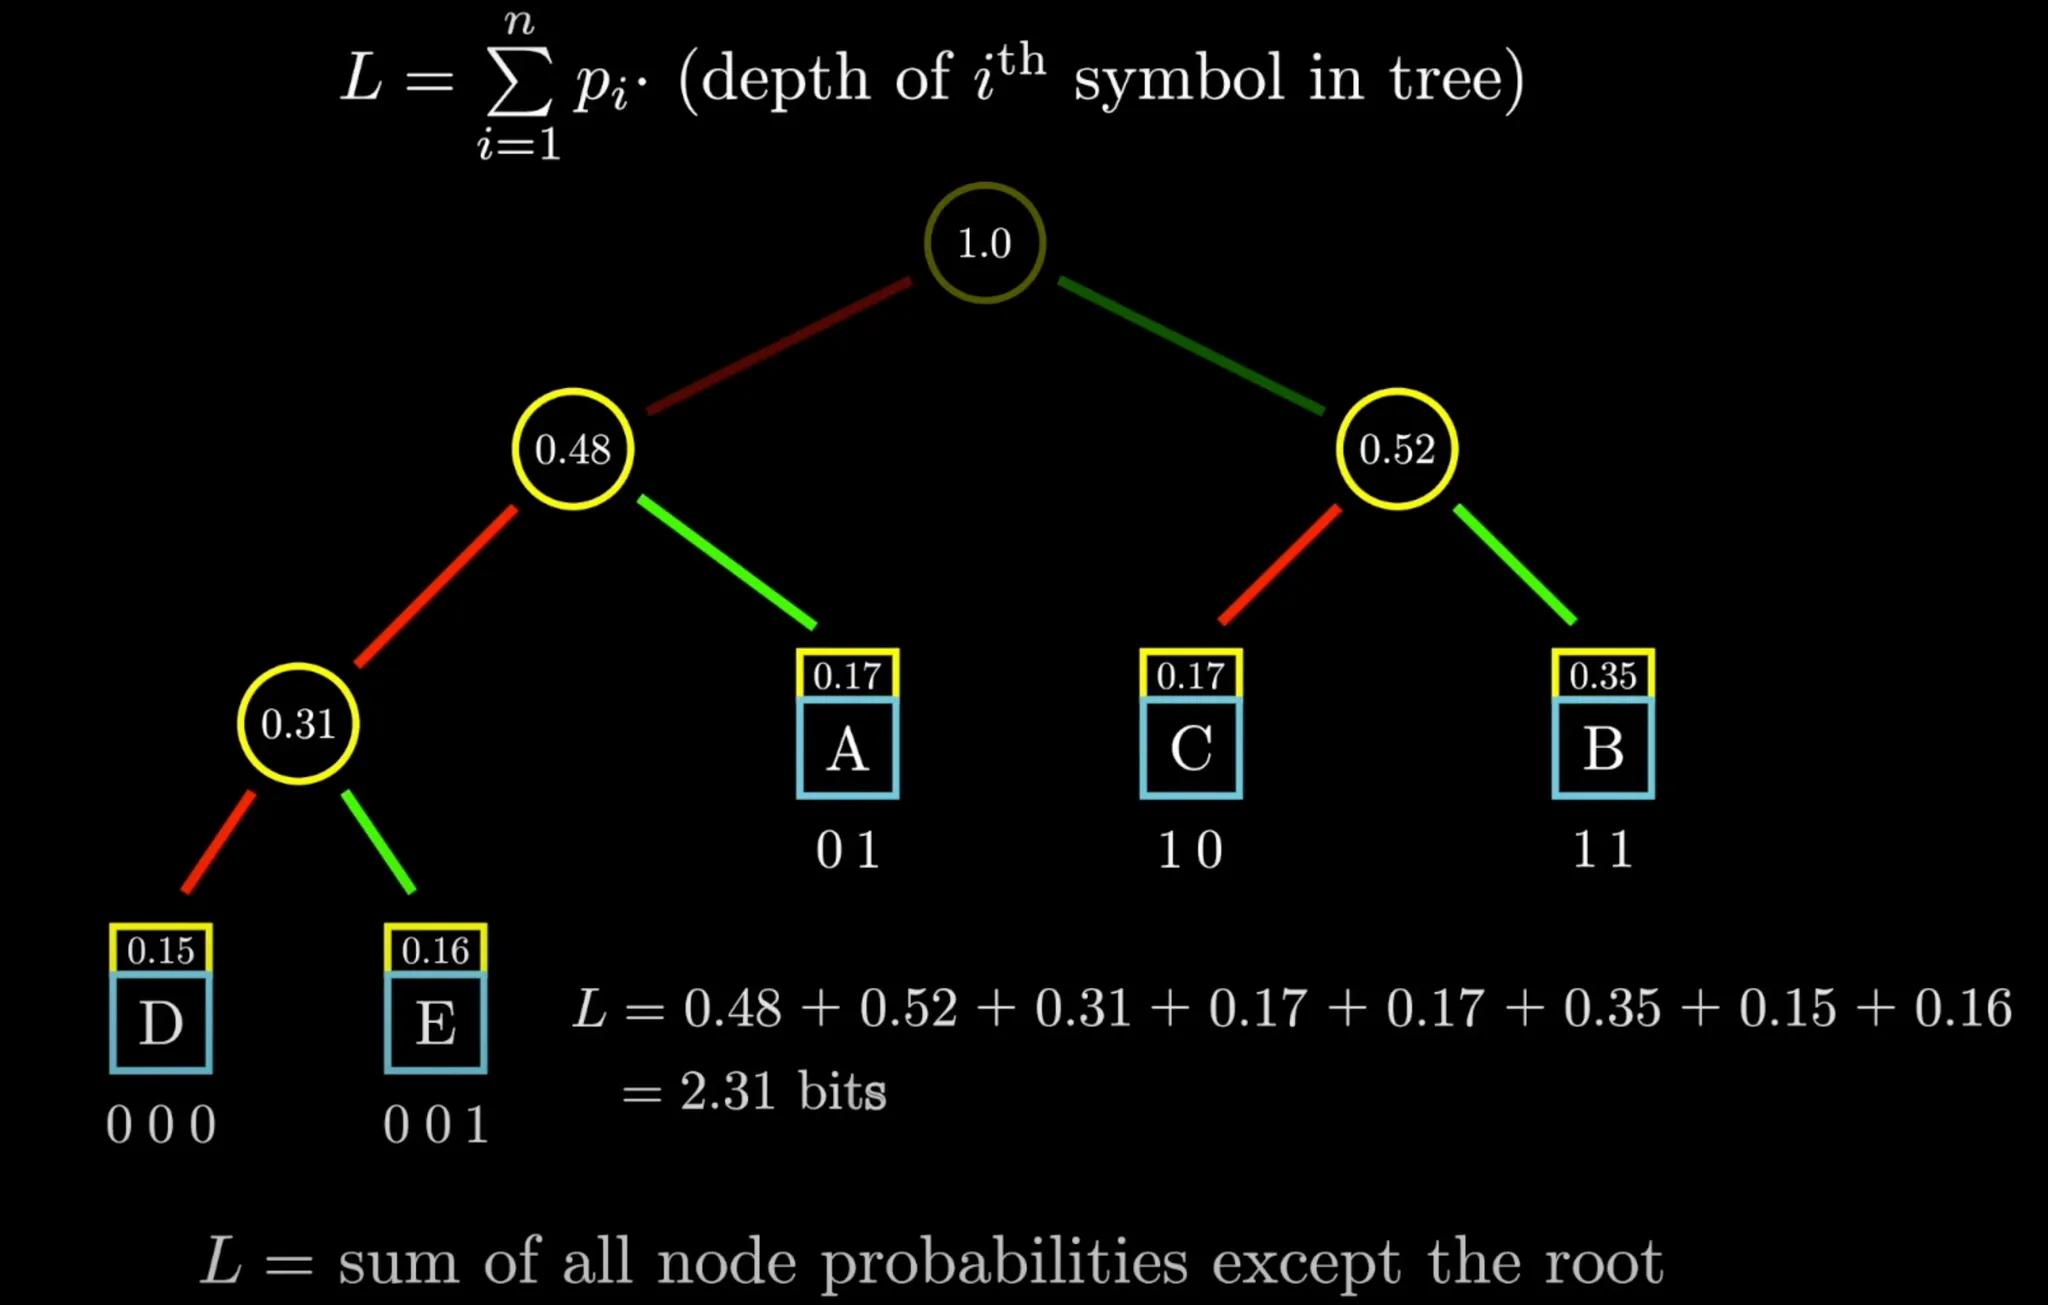 L = \sum_{i=1}^{n} p_i · (depth of i^{th} symbol in tree)
1.0
0.48
0.52
0.31
0.17
A
0 1
0.17
C
1 0
0.35
B
1 1
0.15
D
0 0 0
0.16
E
0 0 1
L = 0.48 + 0.52 + 0.31 + 0.17 + 0.17 + 0.35 + 0.15 + 0.16
= 2.31 bits
L = sum of all node probabilities except the root